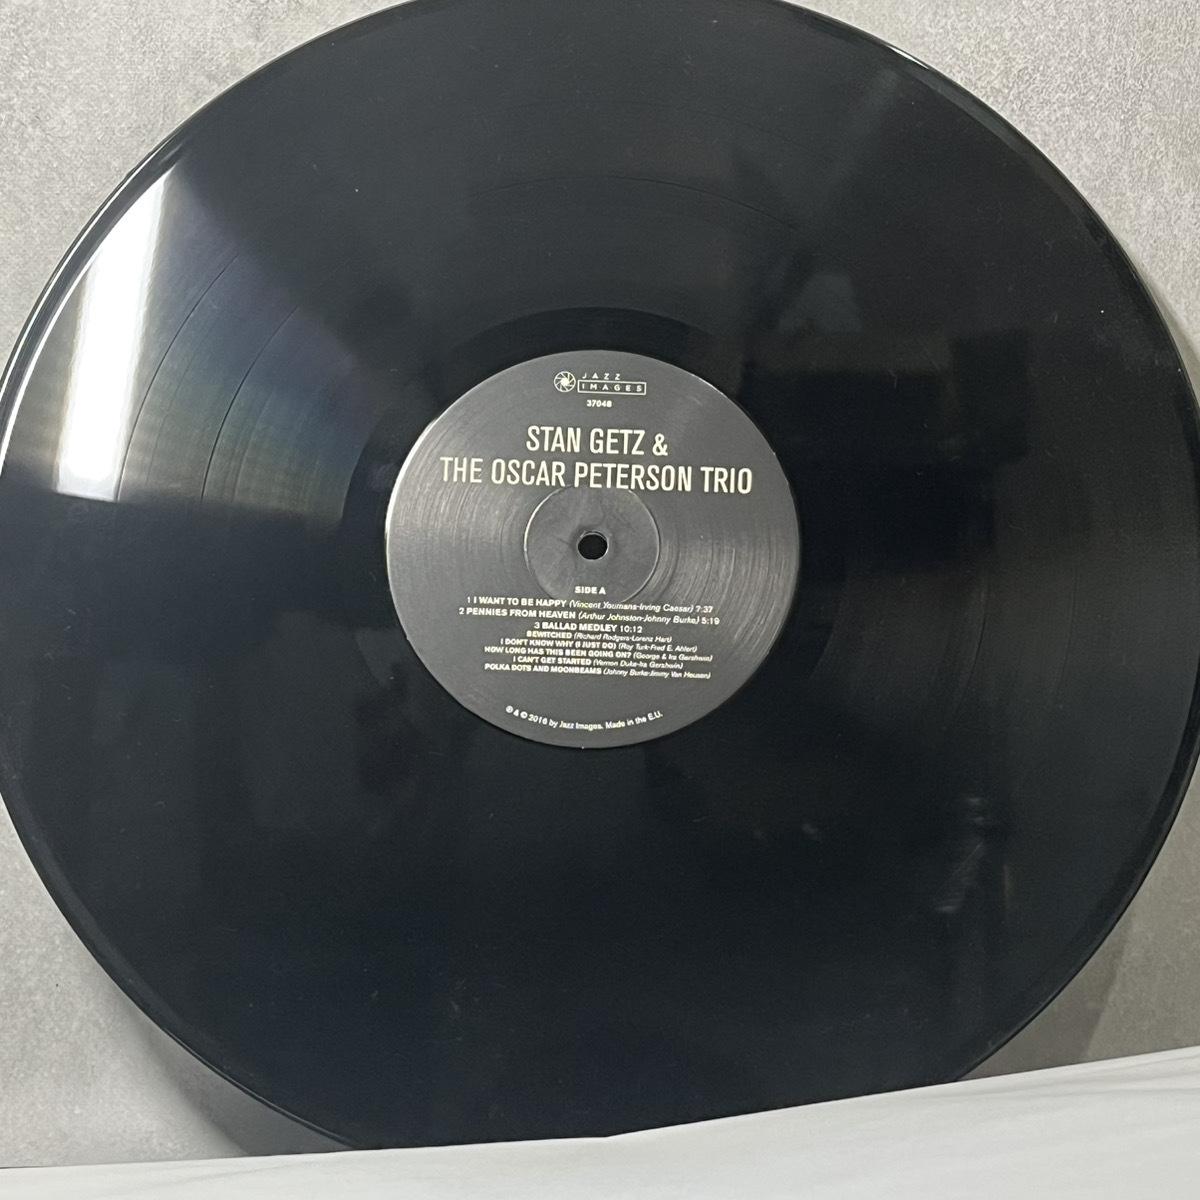 JAZZ
IMAGES
37048
STAN GETZ &
THE OSCAR PETERSON TRIO
SIDE A
1 I WANT TO BE HAPPY (Vincent Youmans-Irving Caesar) 7:37
2 PENNIES FROM HEAVEN (Arthur Johnston-Johnny Burke) 5:19
3 BALLAD MEDLEY 10:12
BEWITCHED (Richard Rodgers-Lorenz Hart)
I DON'T KNOW WHY (I JUST DO) (Roy Turk-Fred E. Ahlert)
HOW LONG HAS THIS BEEN GOING ON? (George & Ira Gershwin)
I CAN'T GET STARTED (Vernon Duke-Ira Gershwin)
POLKA DOTS AND MOONBEAMS (Johnny Burke-Jimmy Van Heusen)
℗ & © 2016 by Jazz Images. Made in the E.U.